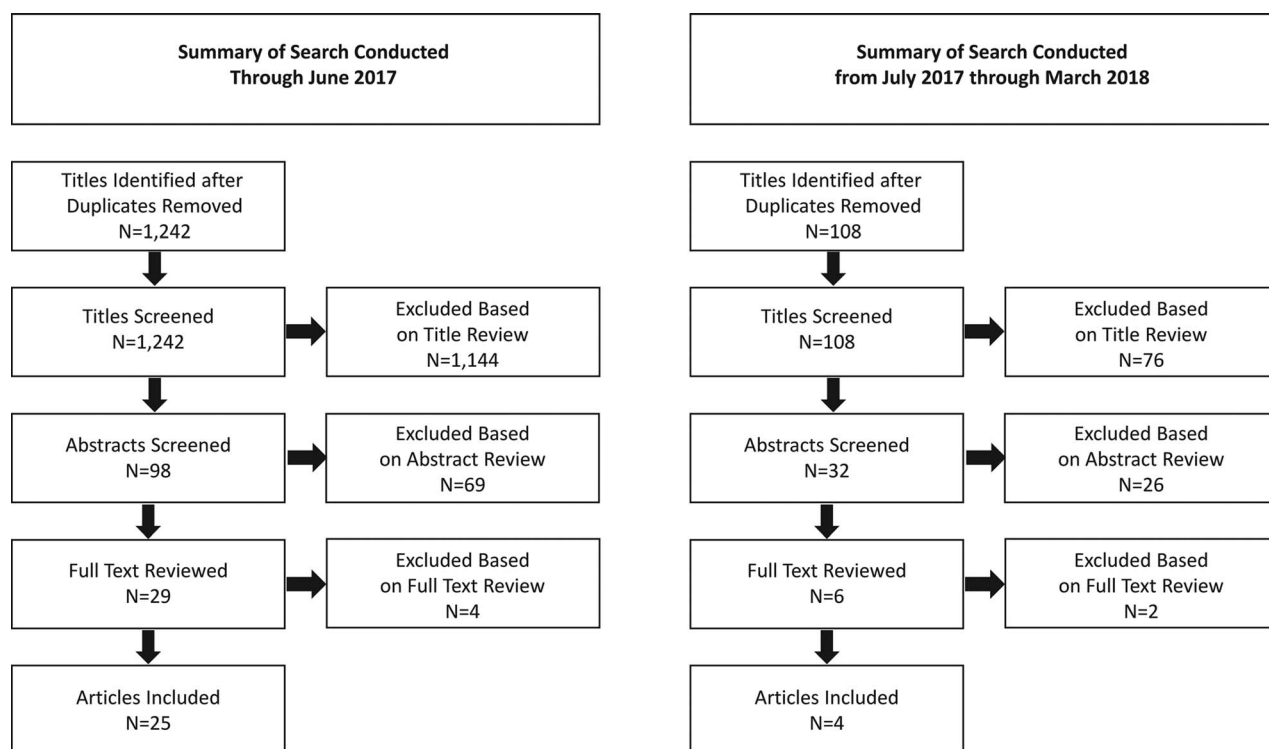 Summary of Search Conducted
Through June 2017
Titles Identified after
Duplicates Removed
N=1,242
Titles Screened
N=1,242
Excluded Based
on Title Review
N=1,144
Abstracts Screened
N=98
Excluded Based
on Abstract Review
N=69
Full Text Reviewed
N=29
Excluded Based
on Full Text Review
N=4
Articles Included
N=25
Summary of Search Conducted
from July 2017 through March 2018
Titles Identified after
Duplicates Removed
N=108
Titles Screened
N=108
Excluded Based
on Title Review
N=76
Abstracts Screened
N=32
Excluded Based
on Abstract Review
N=26
Full Text Reviewed
N=6
Excluded Based
on Full Text Review
N=2
Articles Included
N=4